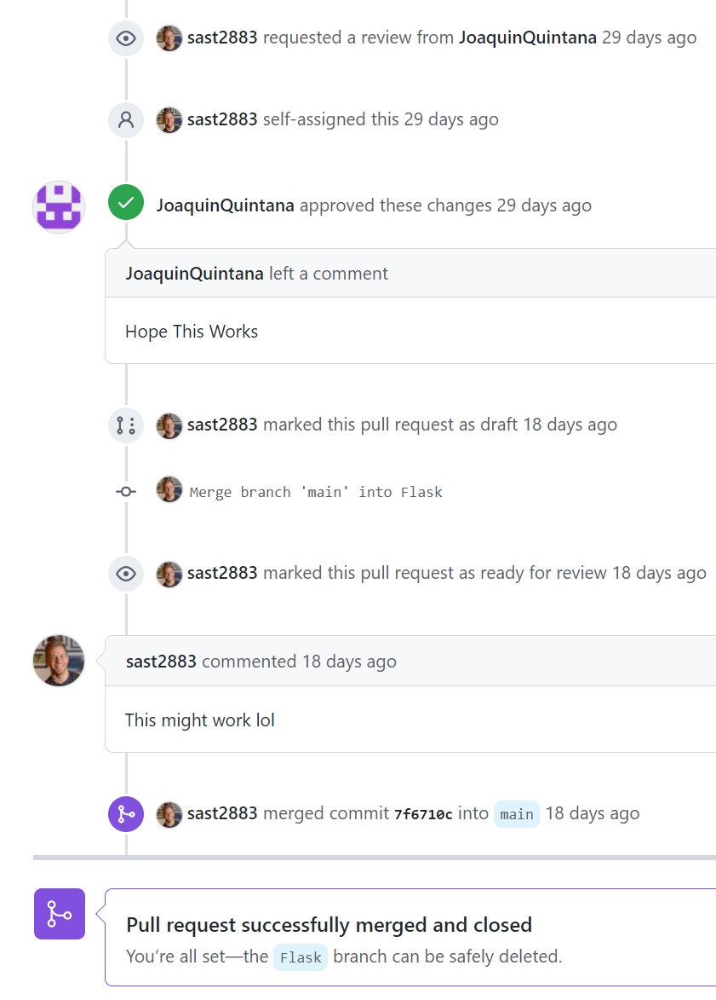 sast2883 requested a review from JoaquinQuintana 29 days ago
sast2883 self-assigned this 29 days ago
JoaquinQuintana approved these changes 29 days ago
JoaquinQuintana left a comment
Hope This Works
sast2883 marked this pull request as draft 18 days ago
Merge branch 'main' into Flask
sast2883 marked this pull request as ready for review 18 days ago
sast2883 commented 18 days ago
This might work lol
sast2883 merged commit 7f6710c into main 18 days ago
Pull request successfully merged and closed
You’re all set—the Flask branch can be safely deleted.